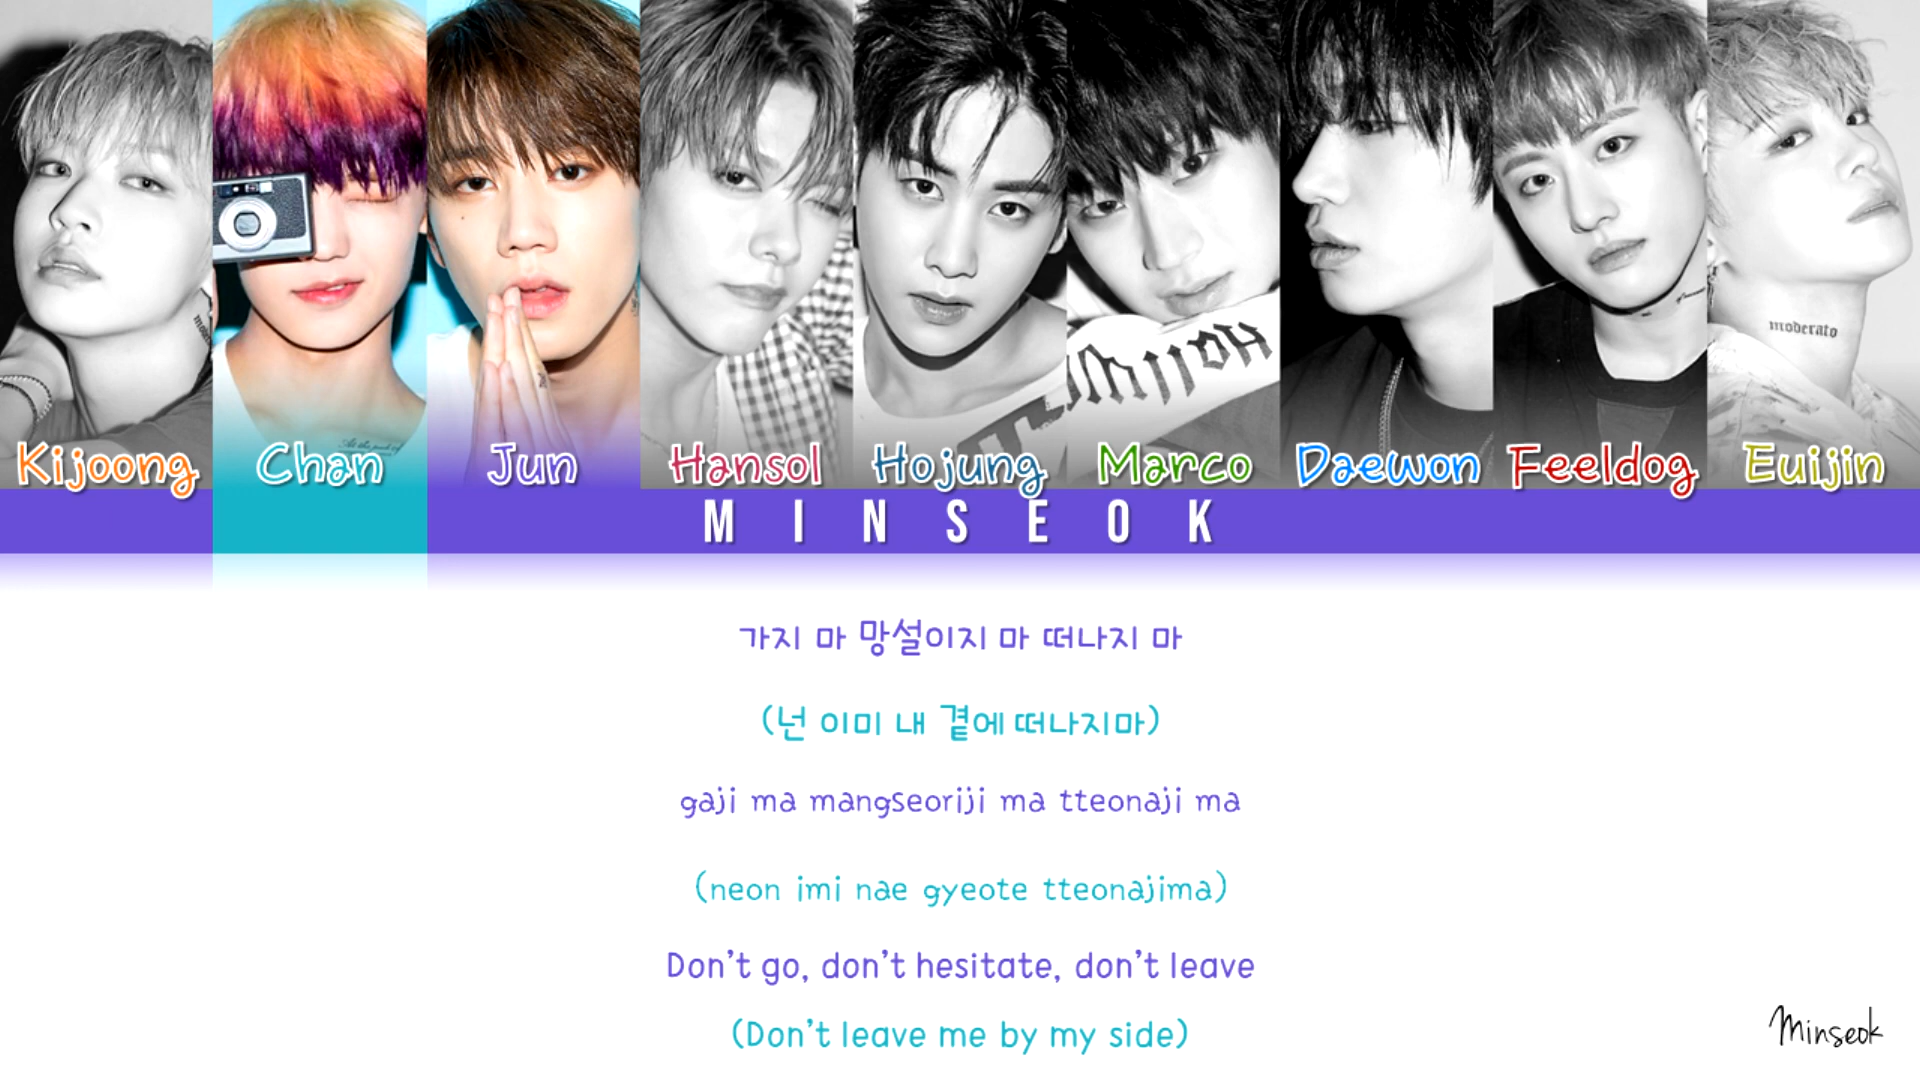 Kijoong Chan Jun Hansol Hojung Marco Daewon Feeldog Euijin
moderato
MINSEOK
가지 마 망설이지 마 떠나지 마
(넌 이미 내 곁에 떠나지마)
gaji ma mangseoriji ma tteonaji ma
(neon imi nae gyeote tteonajima)
Don't go, don't hesitate, don't leave
(Don't leave me by my side)
Minseok